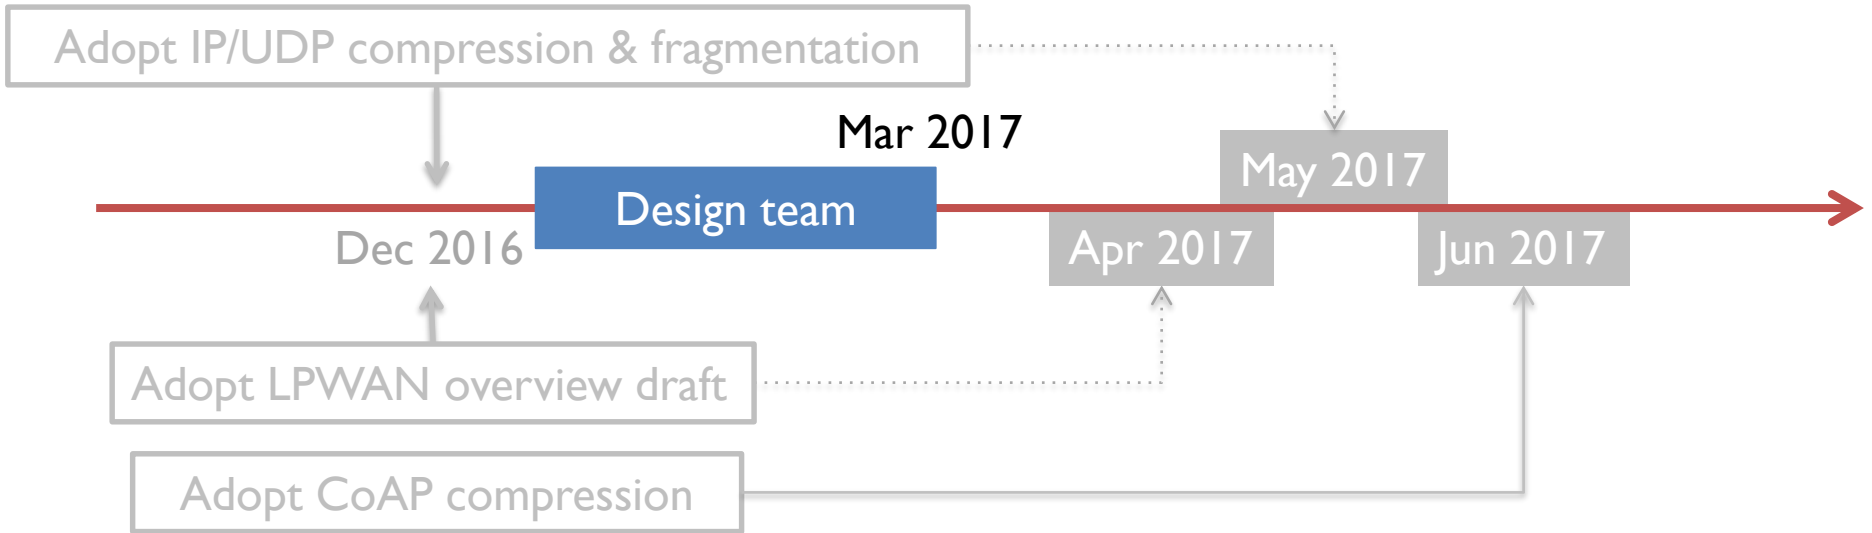 Adopt IP/UDP compression & fragmentation
Mar 2017
May 2017
Design team
Dec 2016
Apr 2017
Jun 2017
Adopt LPWAN overview draft
Adopt CoAP compression